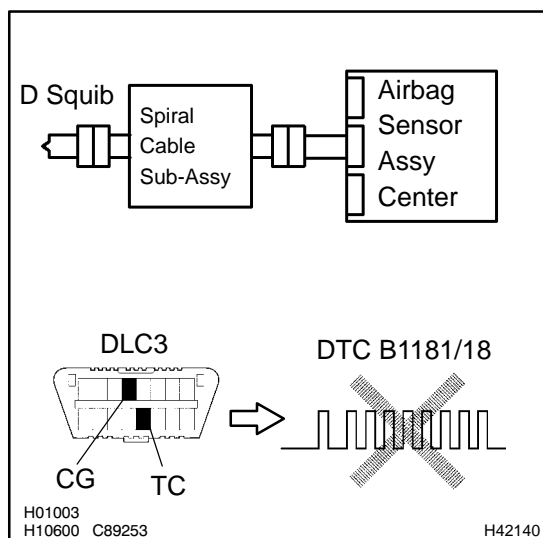 D Squib
Spiral
Cable
Sub-Assy
Airbag
Sensor
Assy
Center
DLC3
DTC B1181/18
CG
TC
H01003
H10600 C89253
H42140